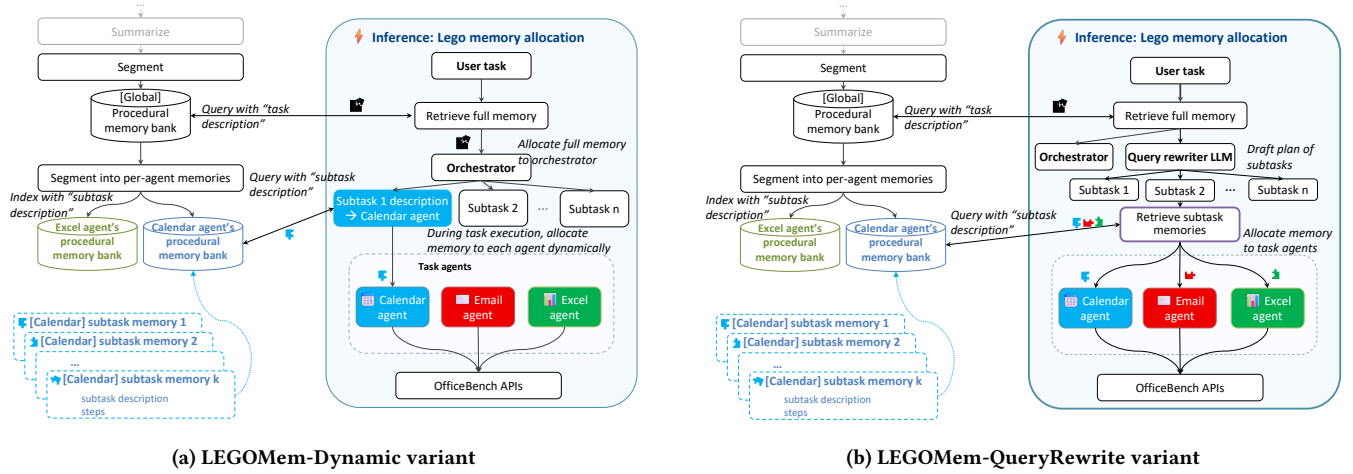 ...
Summarize
Segment
[Global]
Procedural
memory bank
Query with “task
description”
Segment into per-agent memories
Query with “subtask
description”
Index with “subtask
description”
Excel agent’s
procedural
memory bank
Calendar agent’s
procedural
memory bank
[Calendar] subtask memory 1
[Calendar] subtask memory 2
...
[Calendar] subtask memory k
subtask description
steps
Inference: Lego memory allocation
User task
Retrieve full memory
Allocate full memory
to orchestrator
Orchestrator
Subtask 1 description
→ Calendar agent
Subtask 2
...
Subtask n
During task execution, allocate
memory to each agent dynamically
Task agents
Calendar
agent
Email
agent
Excel
agent
OfficeBench APIs
(a) LEGOMem-Dynamic variant
...
Summarize
Segment
[Global]
Procedural
memory bank
Query with “task
description”
Segment into per-agent memories
Index with “subtask
description”
Query with “subtask
description”
Excel agent’s
procedural
memory bank
Calendar agent’s
procedural
memory bank
[Calendar] subtask memory 1
[Calendar] subtask memory 2
...
[Calendar] subtask memory k
subtask description
steps
Inference: Lego memory allocation
User task
Retrieve full memory
Orchestrator
Query rewriter LLM
Draft plan of
subtasks
Subtask 1
Subtask 2
...
Subtask n
Retrieve subtask
memories
Allocate memory
to task agents
Calendar
agent
Email
agent
Excel
agent
OfficeBench APIs
(b) LEGOMem-QueryRewrite variant